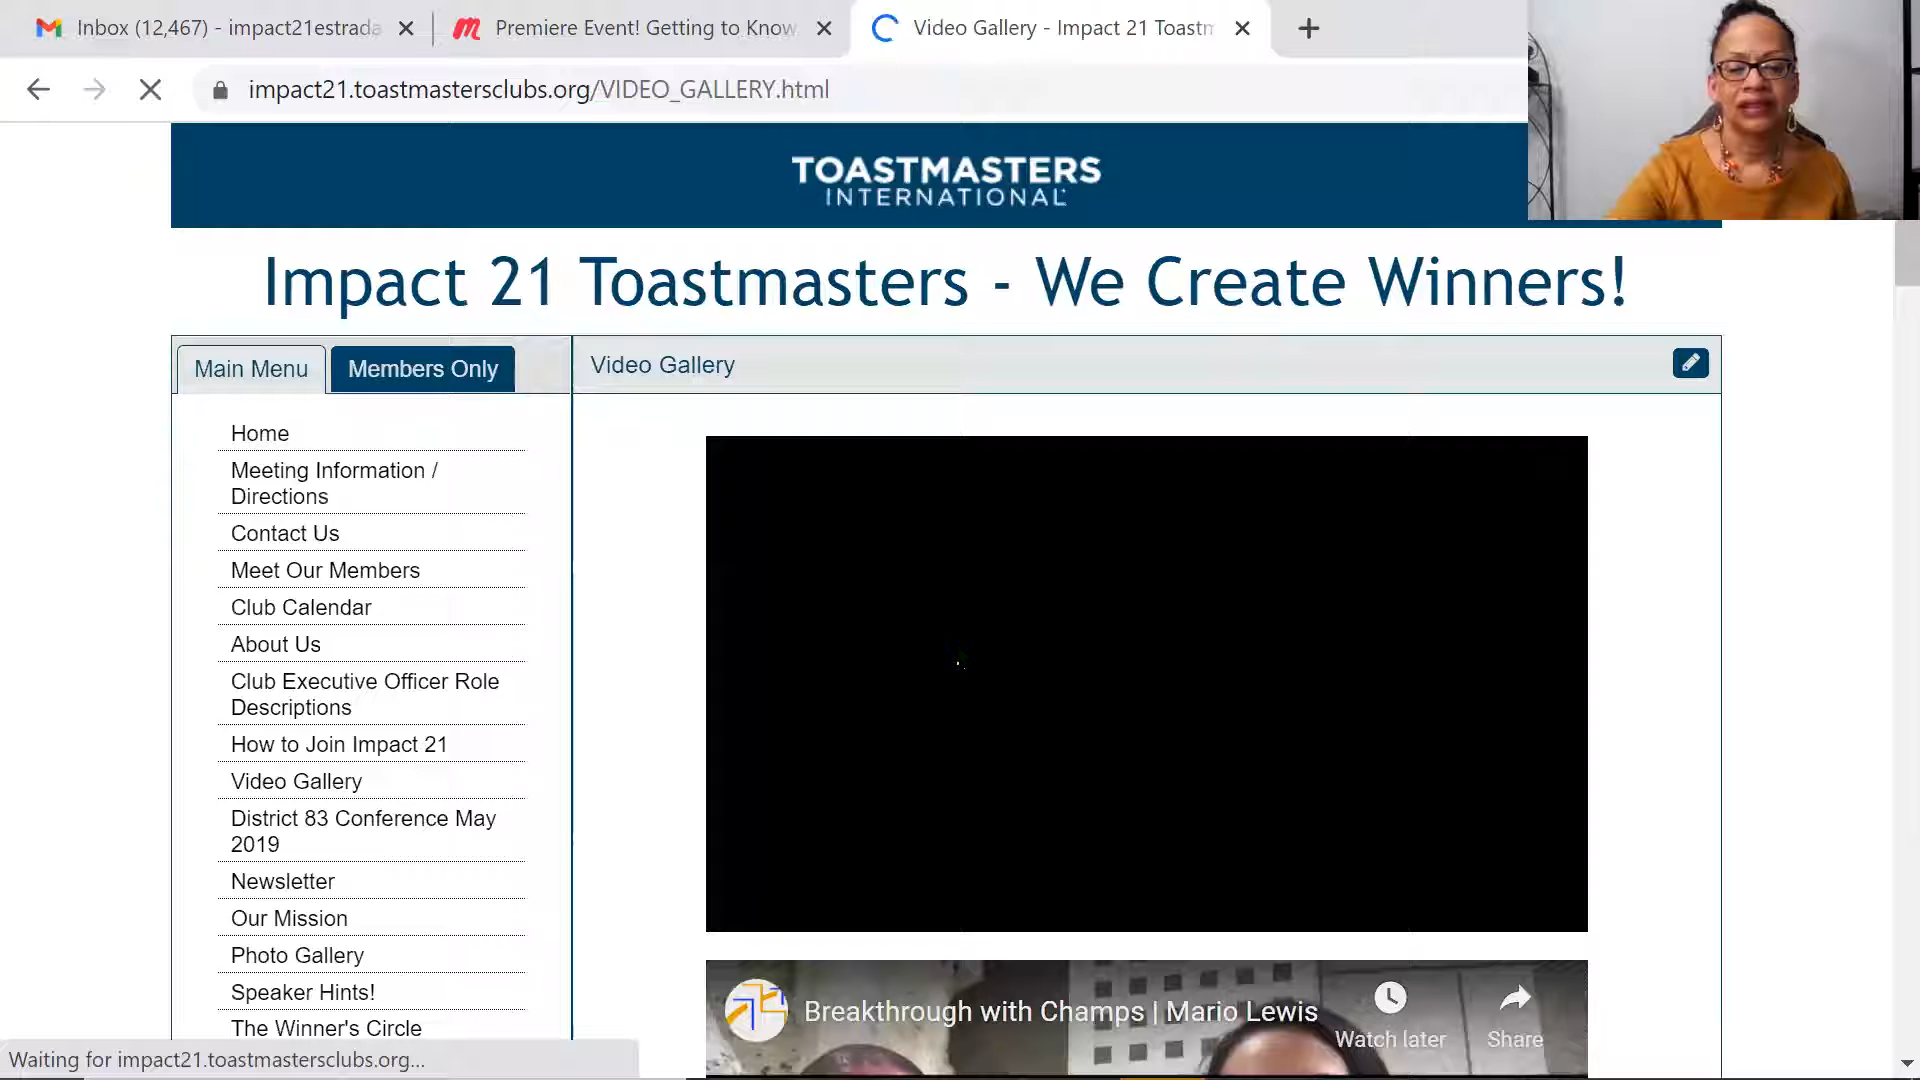 Inbox (12,467) - impact21estrada
Premiere Event! Getting to Know
Video Gallery - Impact 21 Toastm
impact21.toastmastersclubs.org/VIDEO_GALLERY.html
TOASTMASTERS
INTERNATIONAL
Impact 21 Toastmasters - We Create Winners!
Main Menu
Members Only
Video Gallery
Home
Meeting Information /
Directions
Contact Us
Meet Our Members
Club Calendar
About Us
Club Executive Officer Role
Descriptions
How to Join Impact 21
Video Gallery
District 83 Conference May
2019
Newsletter
Our Mission
Photo Gallery
Speaker Hints!
The Winner's Circle
Breakthrough with Champs | Mario Lewis
Watch later
Share
Waiting for impact21.toastmastersclubs.org...